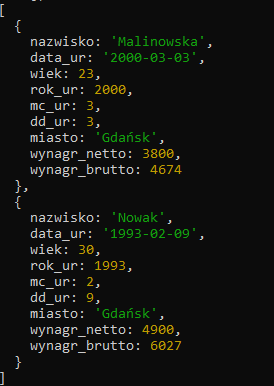 [
  {
    nazwisko: 'Malinowska',
    data_ur: '2000-03-03',
    wiek: 23,
    rok_ur: 2000,
    mc_ur: 3,
    dd_ur: 3,
    miasto: 'Gdańsk',
    wynagr_netto: 3800,
    wynagr_brutto: 4674
  },
  {
    nazwisko: 'Nowak',
    data_ur: '1993-02-09',
    wiek: 30,
    rok_ur: 1993,
    mc_ur: 2,
    dd_ur: 9,
    miasto: 'Gdańsk',
    wynagr_netto: 4900,
    wynagr_brutto: 6027
  }
]